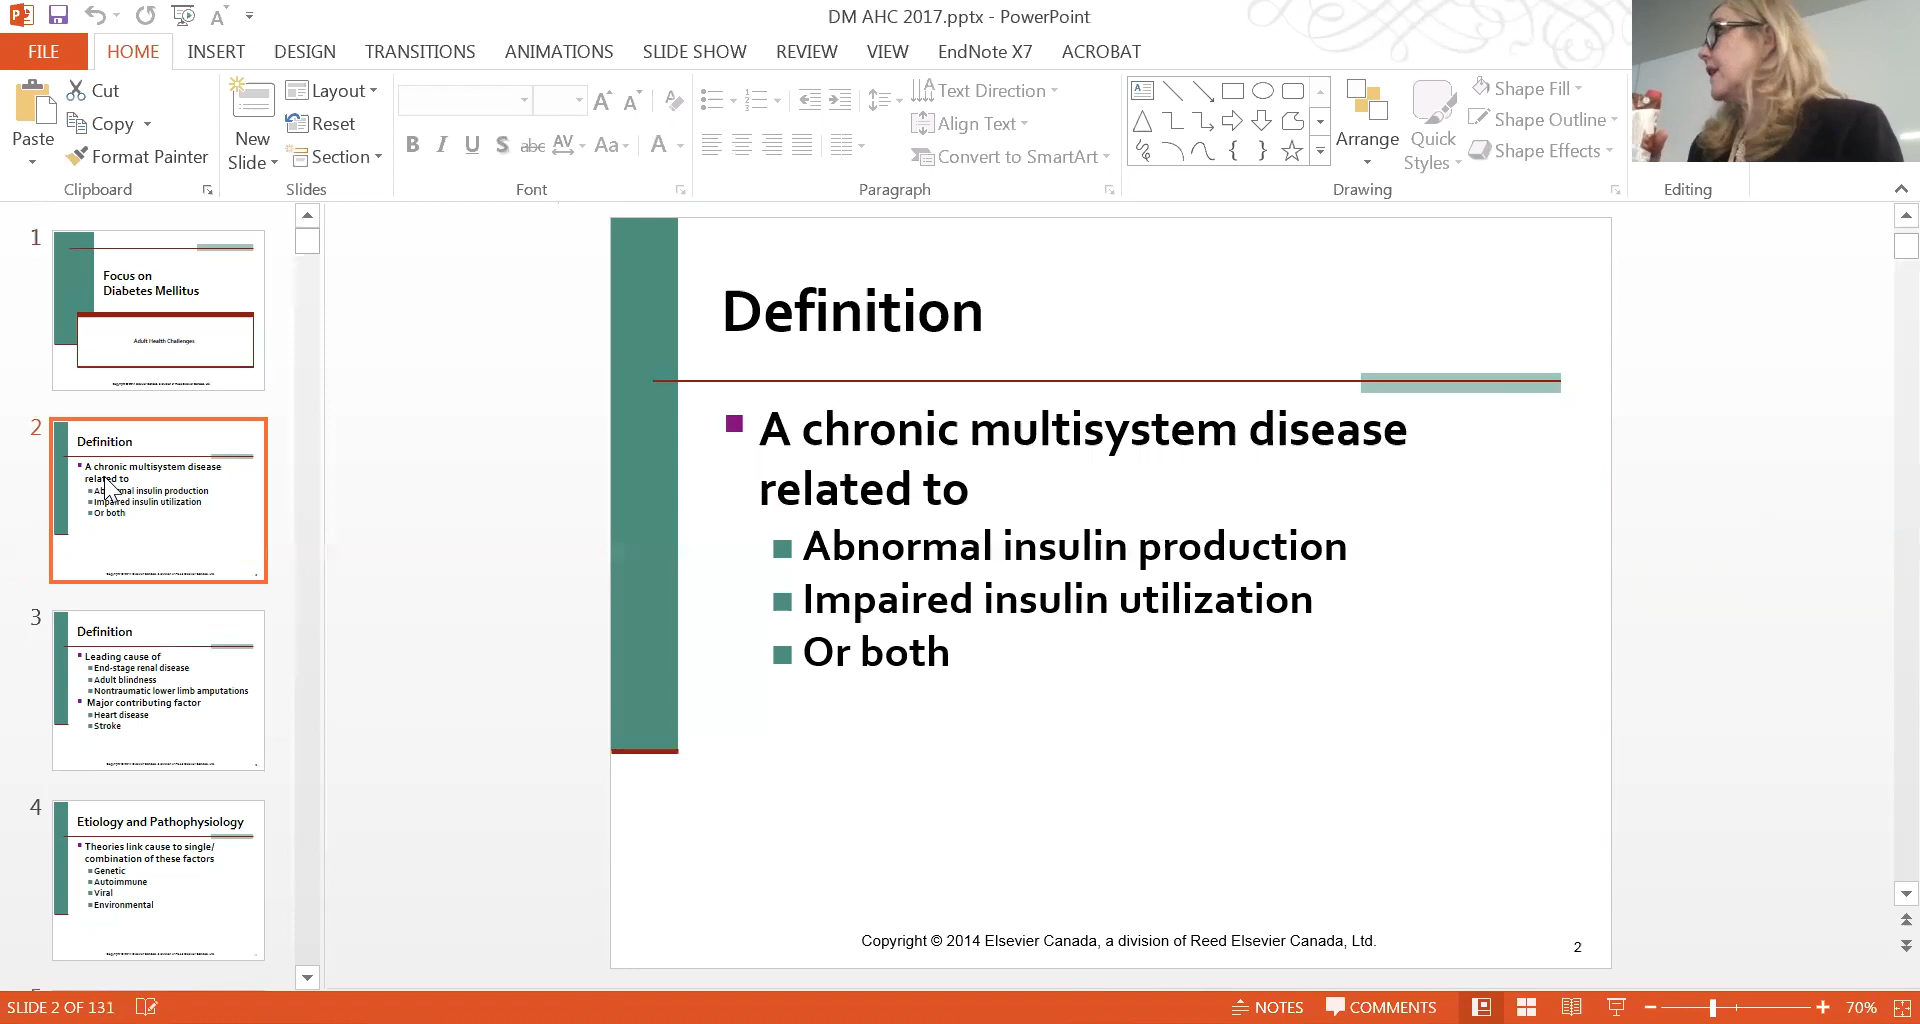 DM AHC 2017.pptx - PowerPoint
FILE
HOME
INSERT
DESIGN
TRANSITIONS
ANIMATIONS
SLIDE SHOW
REVIEW
VIEW
EndNote X7
ACROBAT
Paste
Cut
Copy
Format Painter
Clipboard
New
Slide
Layout
Reset
Section
Slides
B I U S abc AV Aa A
Font
Text Direction
Align Text
Convert to SmartArt
Paragraph
Arrange
Quick
Styles
Shape Fill
Shape Outline
Shape Effects
Drawing
Editing
1
Focus on
Diabetes Mellitus
Adult Health Challenges
2
Definition
A chronic multisystem disease
related to
insulin production
Impaired insulin utilization
Or both
3
Definition
Leading cause of
End-stage renal disease
Adult blindness
Nontraumatic lower limb amputations
Major contributing factor
Heart disease
Stroke
4
Etiology and Pathophysiology
Theories link cause to single/
combination of these factors
Genetic
Autoimmune
Viral
Environmental
Definition
A chronic multisystem disease
related to
Abnormal insulin production
Impaired insulin utilization
Or both
Copyright © 2014 Elsevier Canada, a division of Reed Elsevier Canada, Ltd.
2
SLIDE 2 OF 131
NOTES
COMMENTS
70%